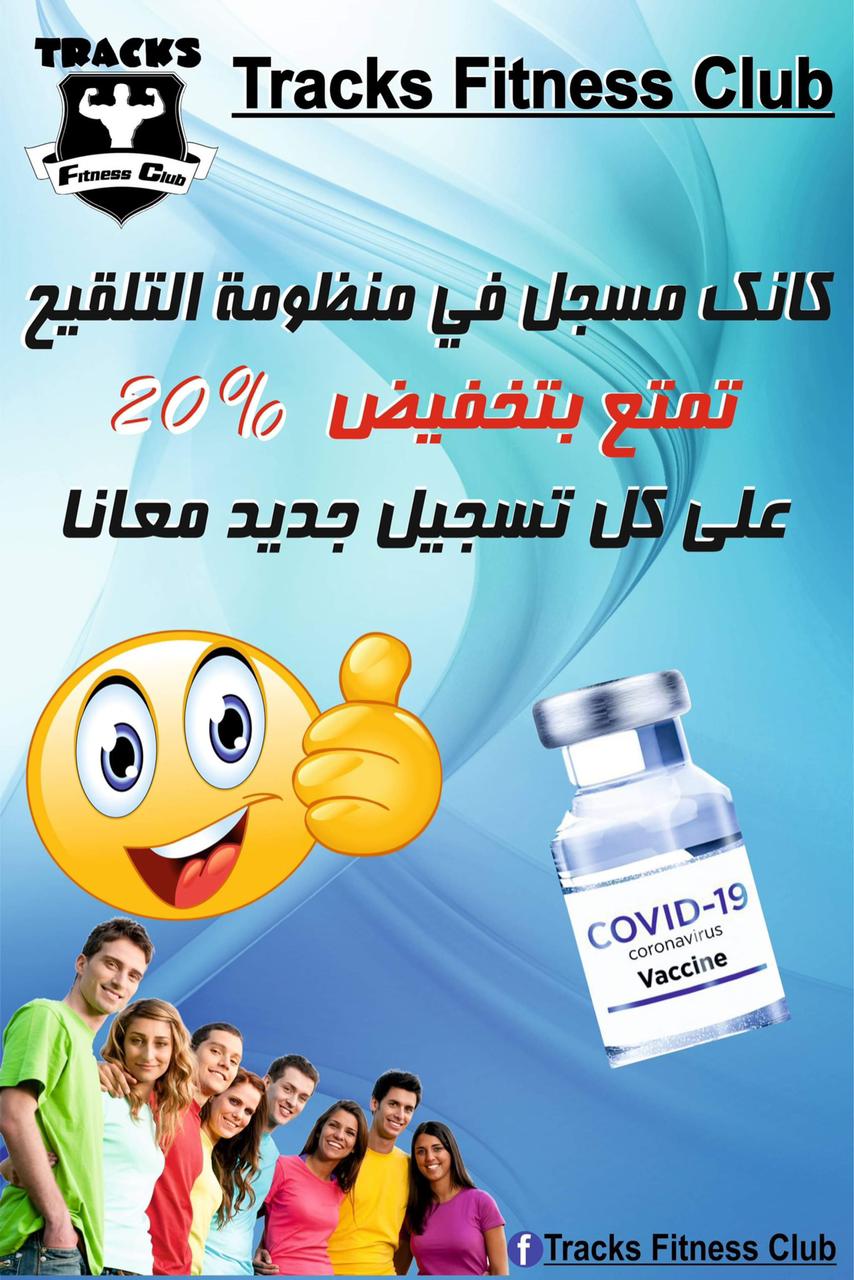 TRACKS
Fitness Club
Tracks Fitness Club
كانك مسجل في منظومة التلقيح
تمتع بتخفيض 20%
على كل تسجيل جديد معانا
COVID-19
coronavirus
Vaccine
f Tracks Fitness Club